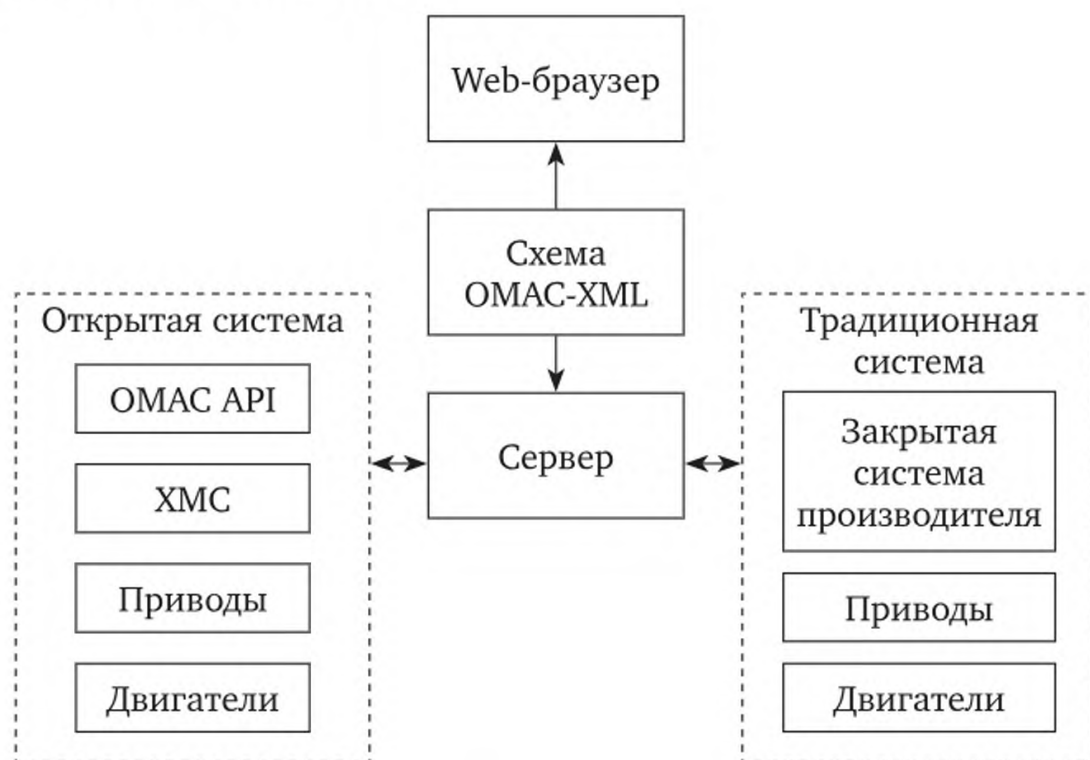 Web-браузер
Схема
OMAC-XML
Открытая система
OMAC API
XMC
Приводы
Двигатели
Сервер
Традиционная
система
Закрытая
система
производителя
Приводы
Двигатели